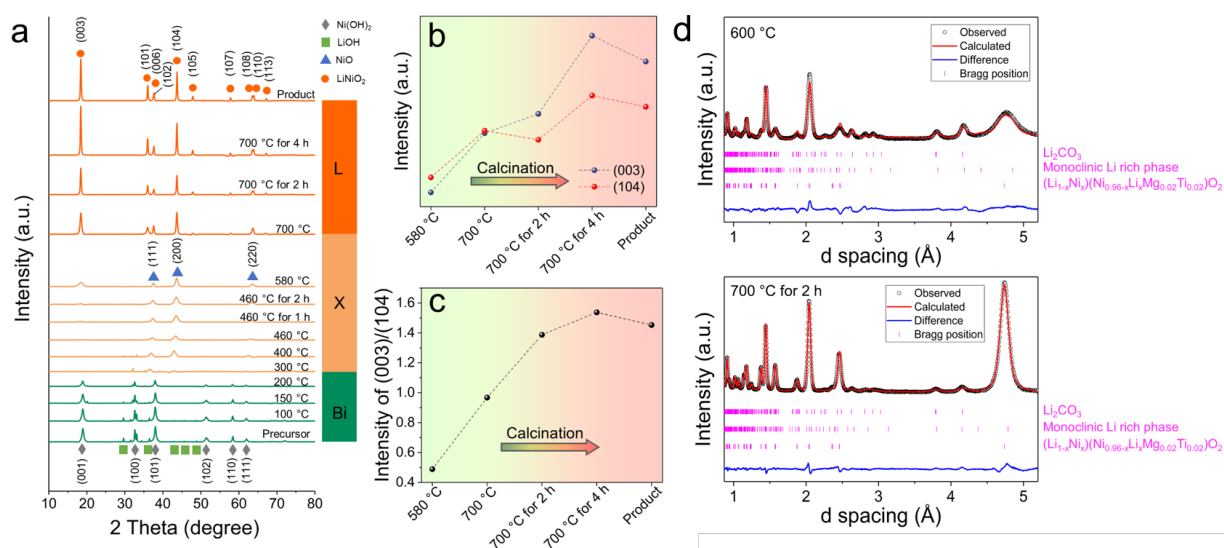 a
(003)
(101)
(006)
(102)
(104)
(105)
(107)
(108)
(110)
(113)
Ni(OH)2
LiOH
NiO
LiNiO2
Product
700 °C for 4 h
700 °C for 2 h
700 °C
L
(111)
(200)
(220)
580 °C
460 °C for 2 h
460 °C for 1 h
460 °C
400 °C
300 °C
X
200 °C
150 °C
100 °C
Precursor
Bi
(001)
(100)
(101)
(102)
(110)
(111)
10 20 30 40 50 60 70 80
2 Theta (degree)
Intensity (a.u.)
b
Intensity (a.u.)
Calcination
(003)
(104)
580 °C
700 °C
700 °C for 2 h
700 °C for 4 h
Product
c
Intensity of (003)/(104)
1.6
1.4
1.2
1.0
0.8
0.6
0.4
Calcination
580 °C
700 °C
700 °C for 2 h
700 °C for 4 h
Product
d
600 °C
Observed
Calculated
Difference
Bragg position
Intensity (a.u.)
Li2CO3
Monoclinic Li rich phase
(Li1-xNix)(Ni0.96-xLixMg0.02Ti0.02)O2
1 2 3 4 5
d spacing (Å)
700 °C for 2 h
Observed
Calculated
Difference
Bragg position
Intensity (a.u.)
Li2CO3
Monoclinic Li rich phase
(Li1-xNix)(Ni0.96-xLixMg0.02Ti0.02)O2
1 2 3 4 5
d spacing (Å)